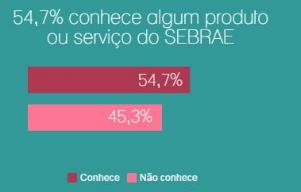 54,7% conhece algum produto
ou serviço do SEBRAE
54,7%
45,3%
Conhece Não conhece